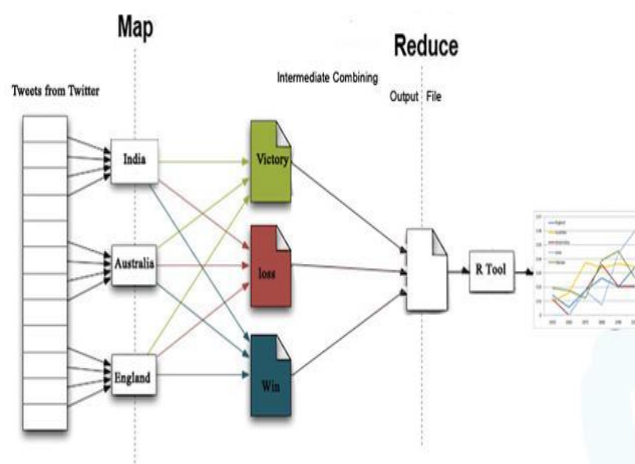 Map
Reduce
Tweets from Twitter
Intermediate Combining
Output File
India
Victory
Australia
loss
R Tool
England
Win